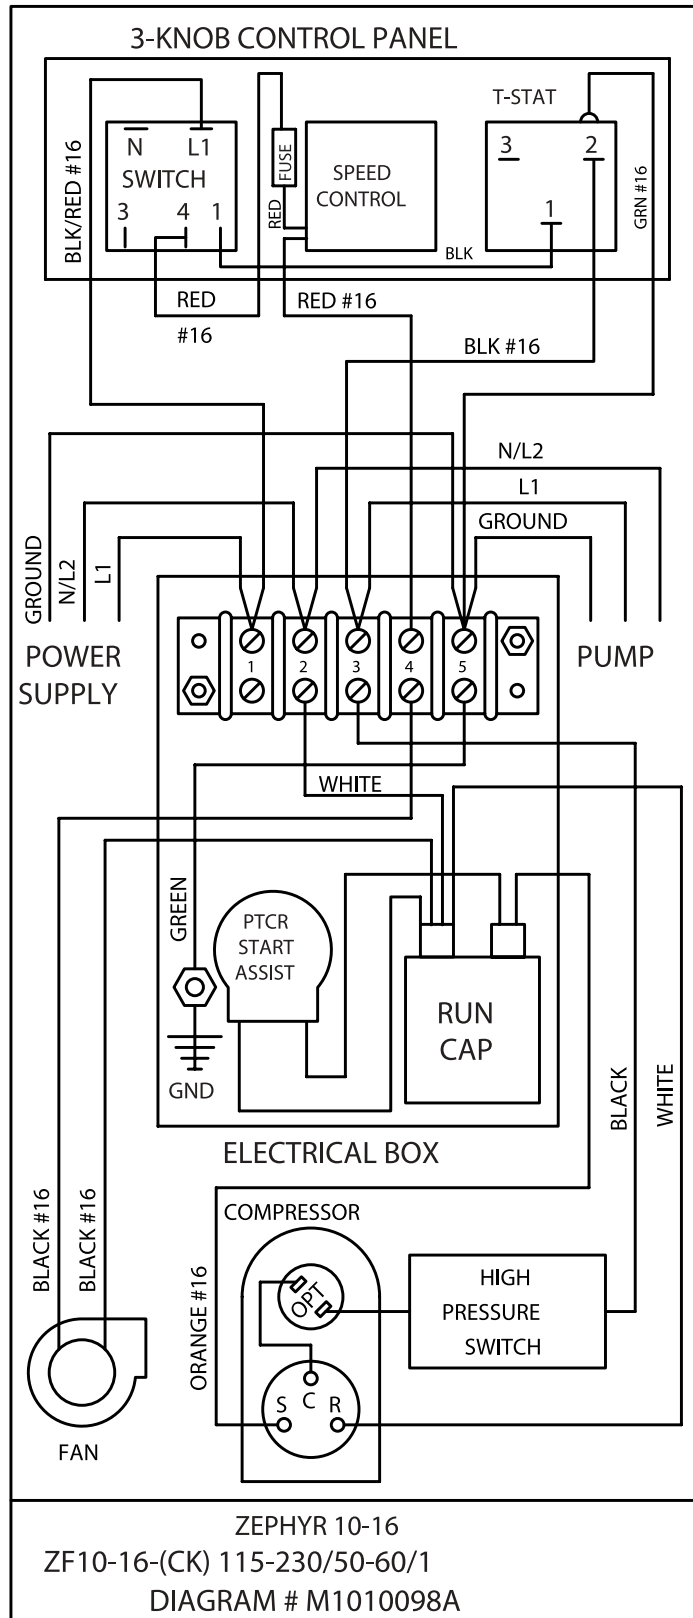 3-KNOB CONTROL PANEL
T-STAT
BLK/RED #16
N
L1
SWITCH
3
4
1
FUSE
RED
SPEED
CONTROL
3
2
1
GRN #16
BLK
RED
#16
RED #16
BLK #16
N/L2
L1
GROUND
GROUND
N/L2
L1
POWER
SUPPLY
1
2
3
4
5
PUMP
WHITE
GREEN
PTCR
START
ASSIST
RUN
CAP
GND
BLACK
WHITE
ELECTRICAL BOX
BLACK #16
BLACK #16
ORANGE #16
COMPRESSOR
OPT
HIGH
PRESSURE
SWITCH
S
C
R
FAN
ZEPHYR 10-16
ZF10-16-(CK) 115-230/50-60/1
DIAGRAM # M1010098A